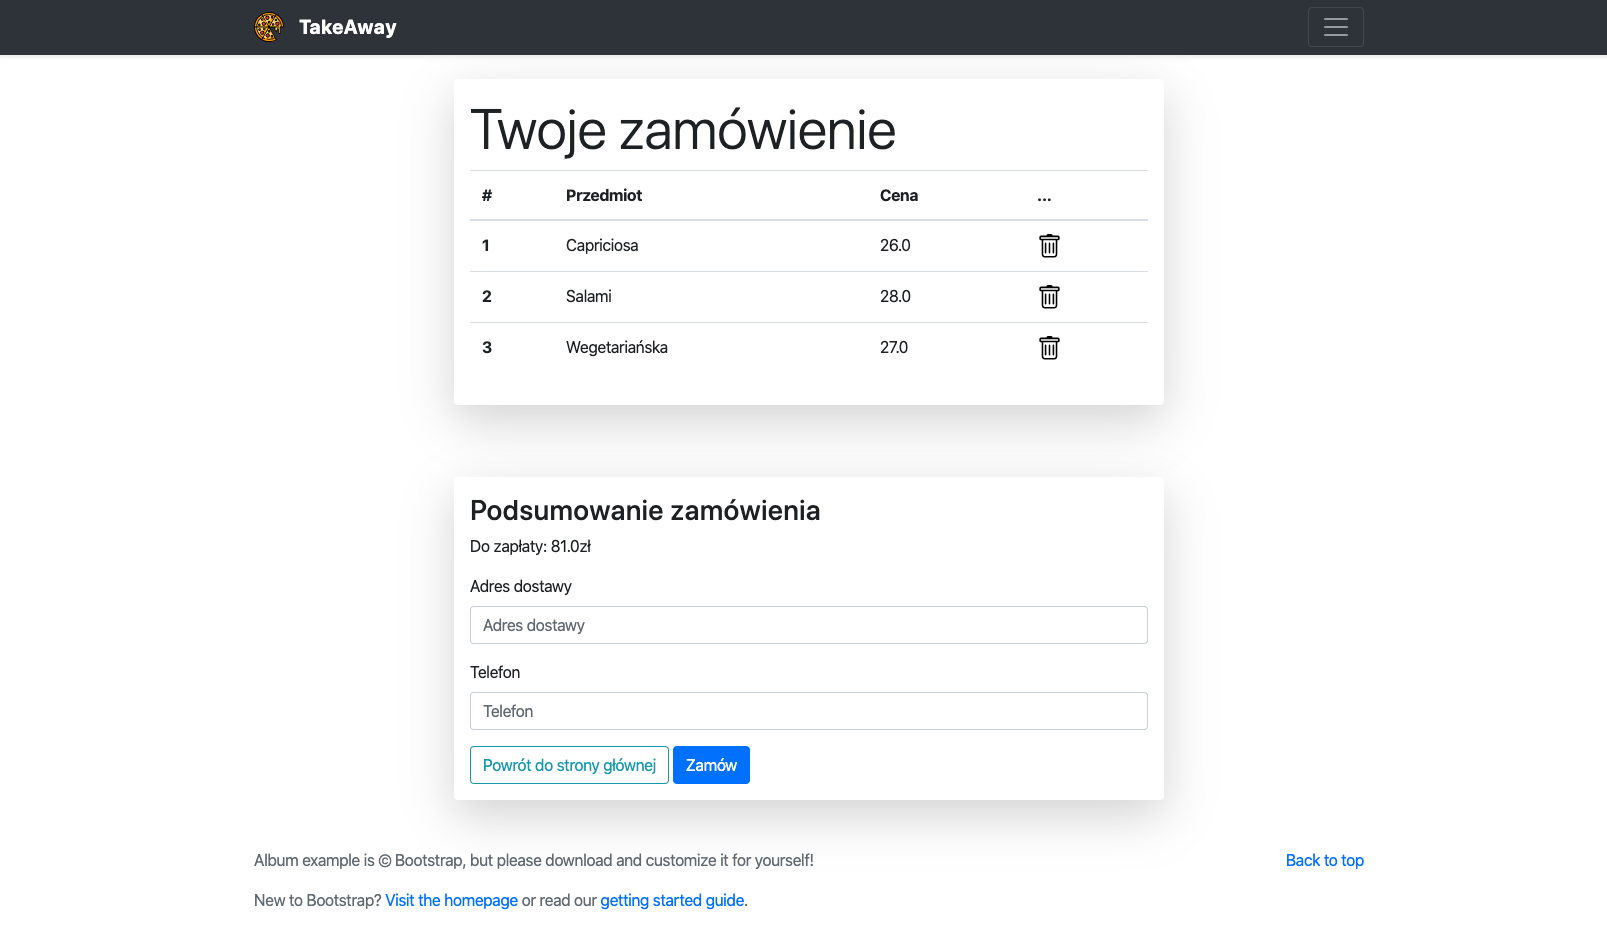 TakeAway
Twoje zamówienie
# Przedmiot Cena ...
1 Capriciosa 26.0
2 Salami 28.0
3 Wegetariańska 27.0
Podsumowanie zamówienia
Do zapłaty: 81.0zł
Adres dostawy
Adres dostawy
Telefon
Telefon
Powrót do strony głównej Zamów
Album example is © Bootstrap, but please download and customize it for yourself! Back to top
New to Bootstrap? Visit the homepage or read our getting started guide.